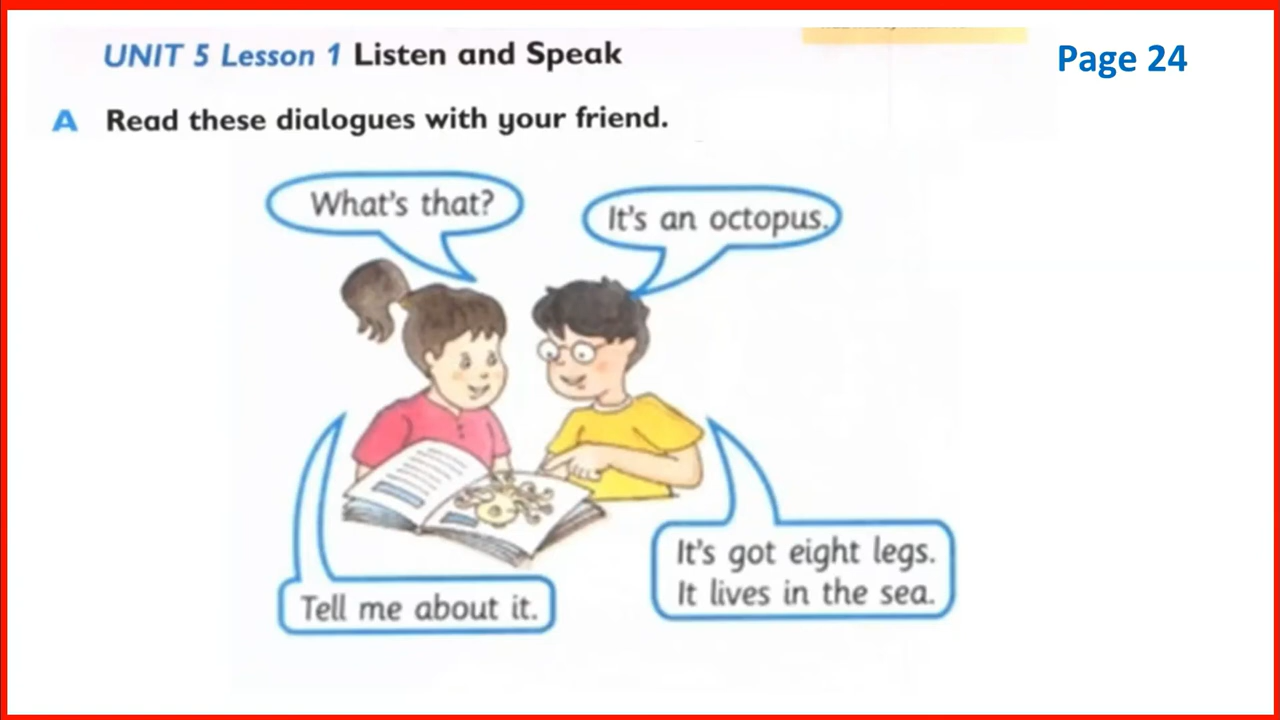 UNIT 5 Lesson 1 Listen and Speak
Page 24
A Read these dialogues with your friend.
What's that?
It's an octopus.
Tell me about it.
It's got eight legs.
It lives in the sea.